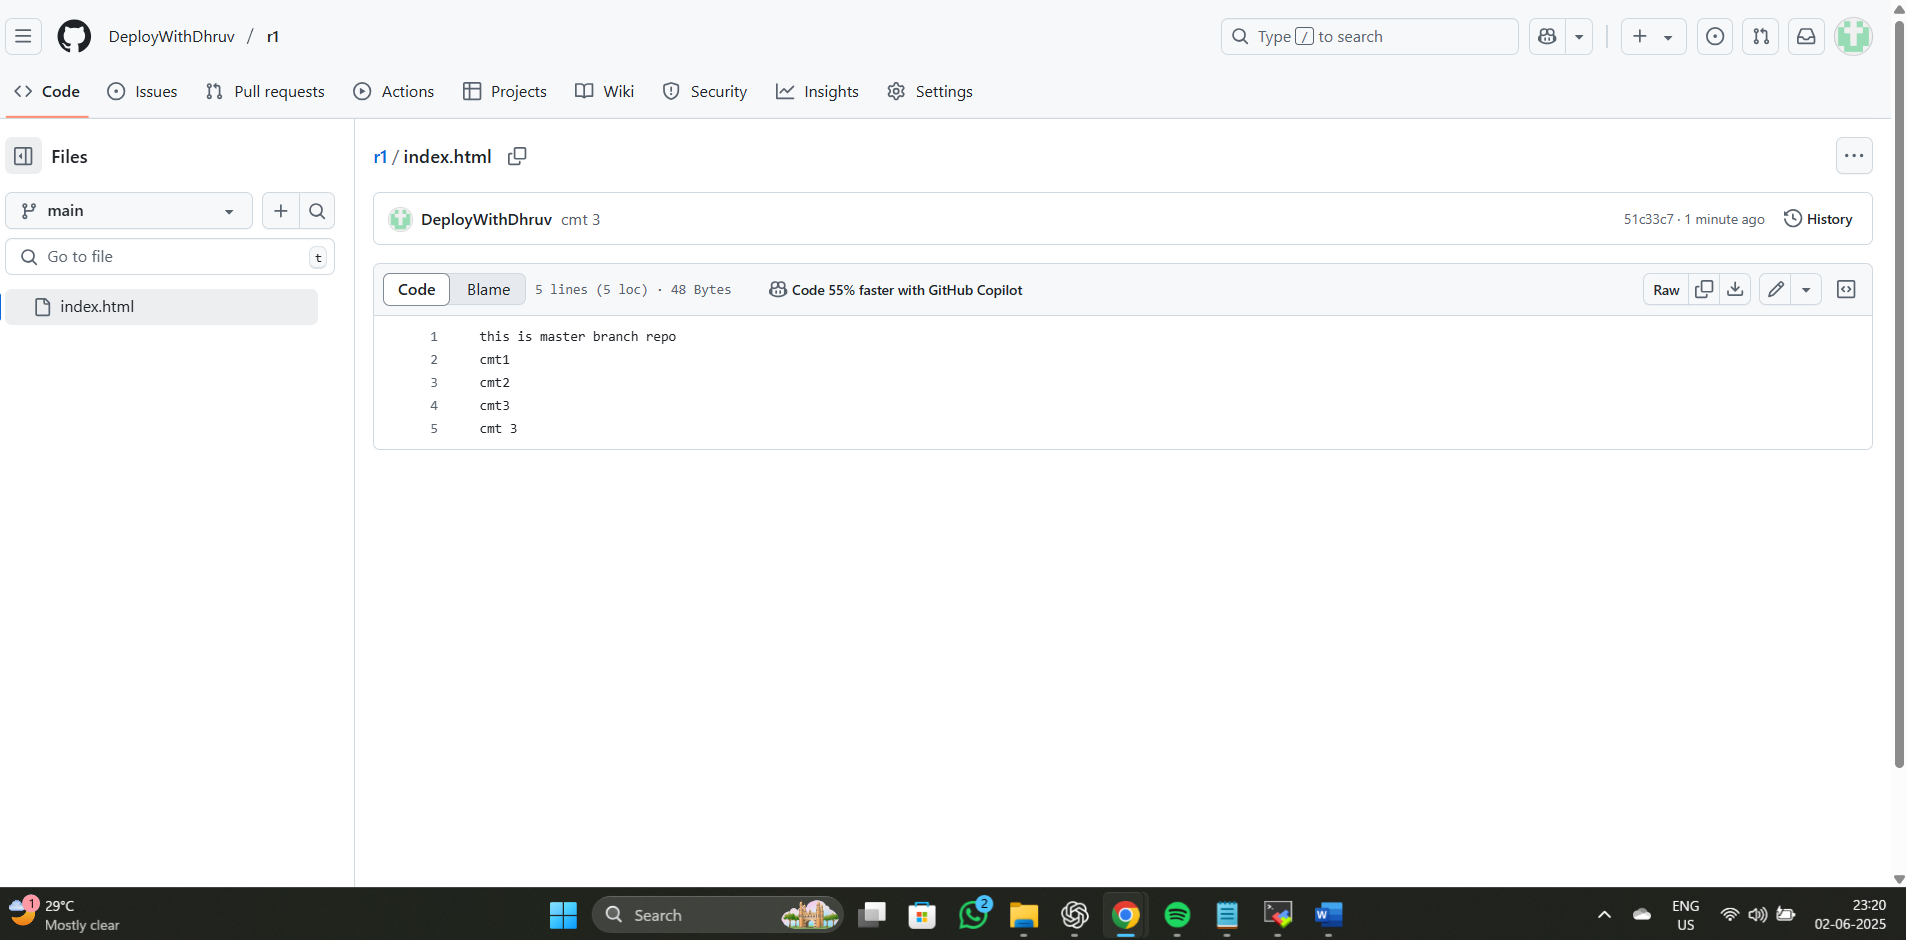 DeployWithDhruv / r1
Type / to search
Code Issues Pull requests Actions Projects Wiki Security Insights Settings
Files
main
Go to file t
index.html
r1 / index.html
DeployWithDhruv cmt 3
51c33c7 · 1 minute ago History
Code Blame 5 lines (5 loc) · 48 Bytes Code 55% faster with GitHub Copilot Raw
1 this is master branch repo
2 cmt1
3 cmt2
4 cmt3
5 cmt 3
1
29°C
Mostly clear
Search
2
W
ENG
US
23:20
02-06-2025